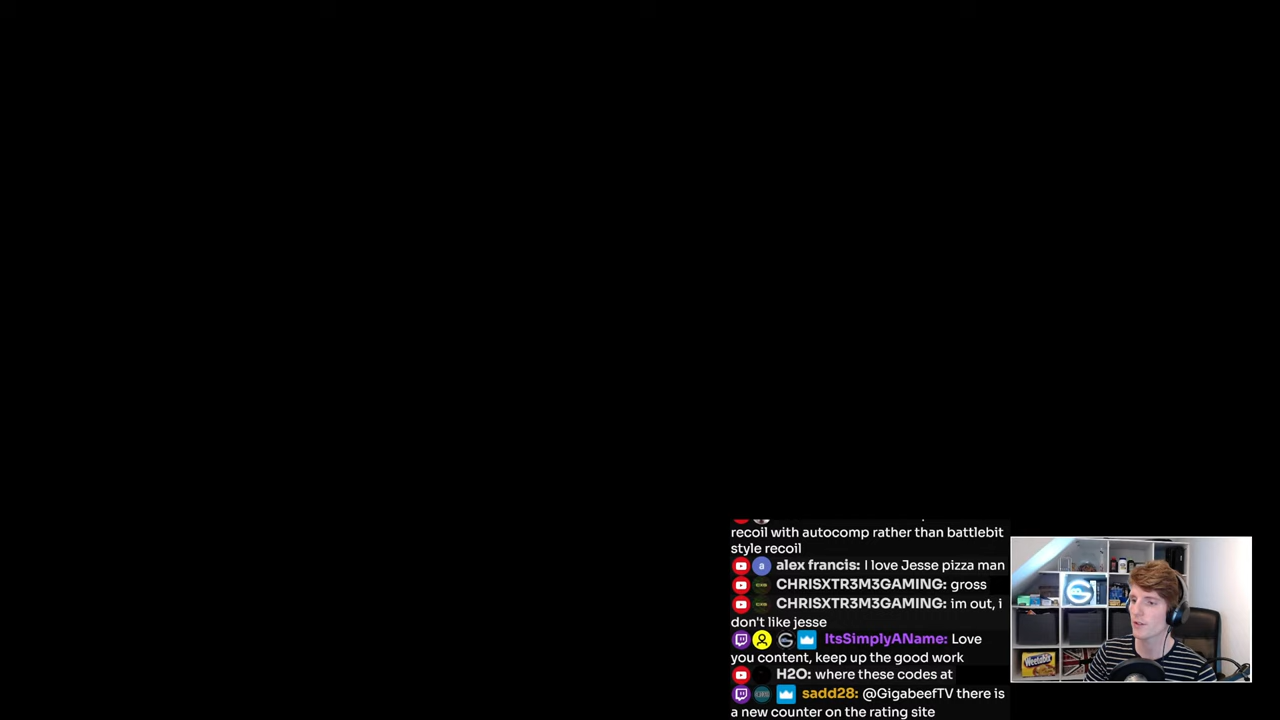 recoil with autocomp rather than battlebit
style recoil
alex francis: I love Jesse pizza man
CHRISXTR3M3GAMING: gross
CHRISXTR3M3GAMING: im out, i
don't like jesse
ItsSimplyAName: Love
you content, keep up the good work
H2O: where these codes at
sadd28: @GigabeefTV there is
a new counter on the rating site
Weetabix